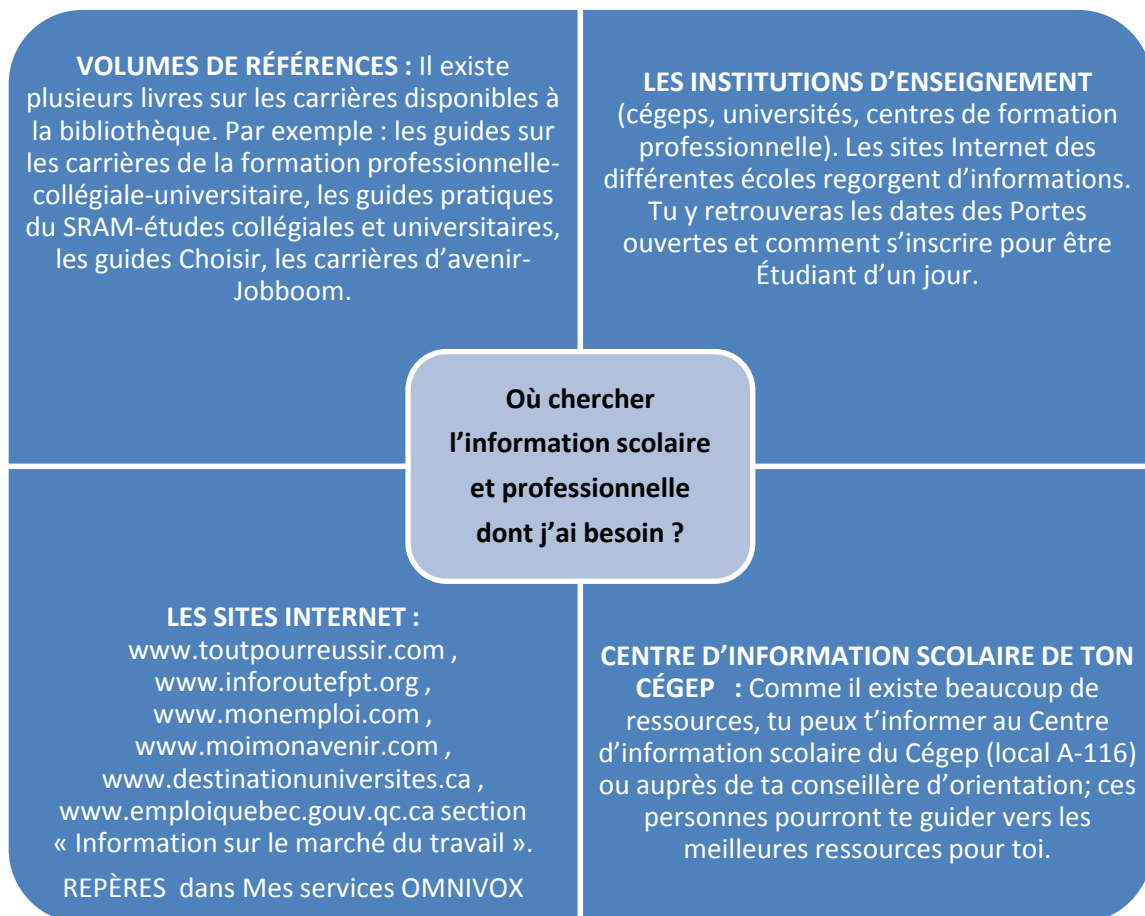 VOLUMES DE RÉFÉRENCES : Il existe
plusieurs livres sur les carrières disponibles à
la bibliothèque. Par exemple : les guides sur
les carrières de la formation professionnelle-
collégiale-universitaire, les guides pratiques
du SRAM-études collégiales et universitaires,
les guides Choisir, les carrières d’avenir-
Jobboom.
LES INSTITUTIONS D’ENSEIGNEMENT
(cégeps, universités, centres de formation
professionnelle). Les sites Internet des
différentes écoles regorgent d’informations.
Tu y retrouveras les dates des Portes
ouvertes et comment s’inscrire pour être
Étudiant d’un jour.
Où chercher
l’information scolaire
et professionnelle
dont j’ai besoin ?
LES SITES INTERNET :
www.toutpourreussir.com ,
www.inforoutefpt.org ,
www.monemploi.com ,
www.moimonavenir.com ,
www.destinationuniversites.ca ,
www.emploiquebec.gouv.qc.ca section
« Information sur le marché du travail ».
REPÈRES dans Mes services OMNIVOX
CENTRE D’INFORMATION SCOLAIRE DE TON
CÉGEP : Comme il existe beaucoup de
ressources, tu peux t’informer au Centre
d’information scolaire du Cégep (local A-116)
ou auprès de ta conseillère d’orientation; ces
personnes pourront te guider vers les
meilleures ressources pour toi.